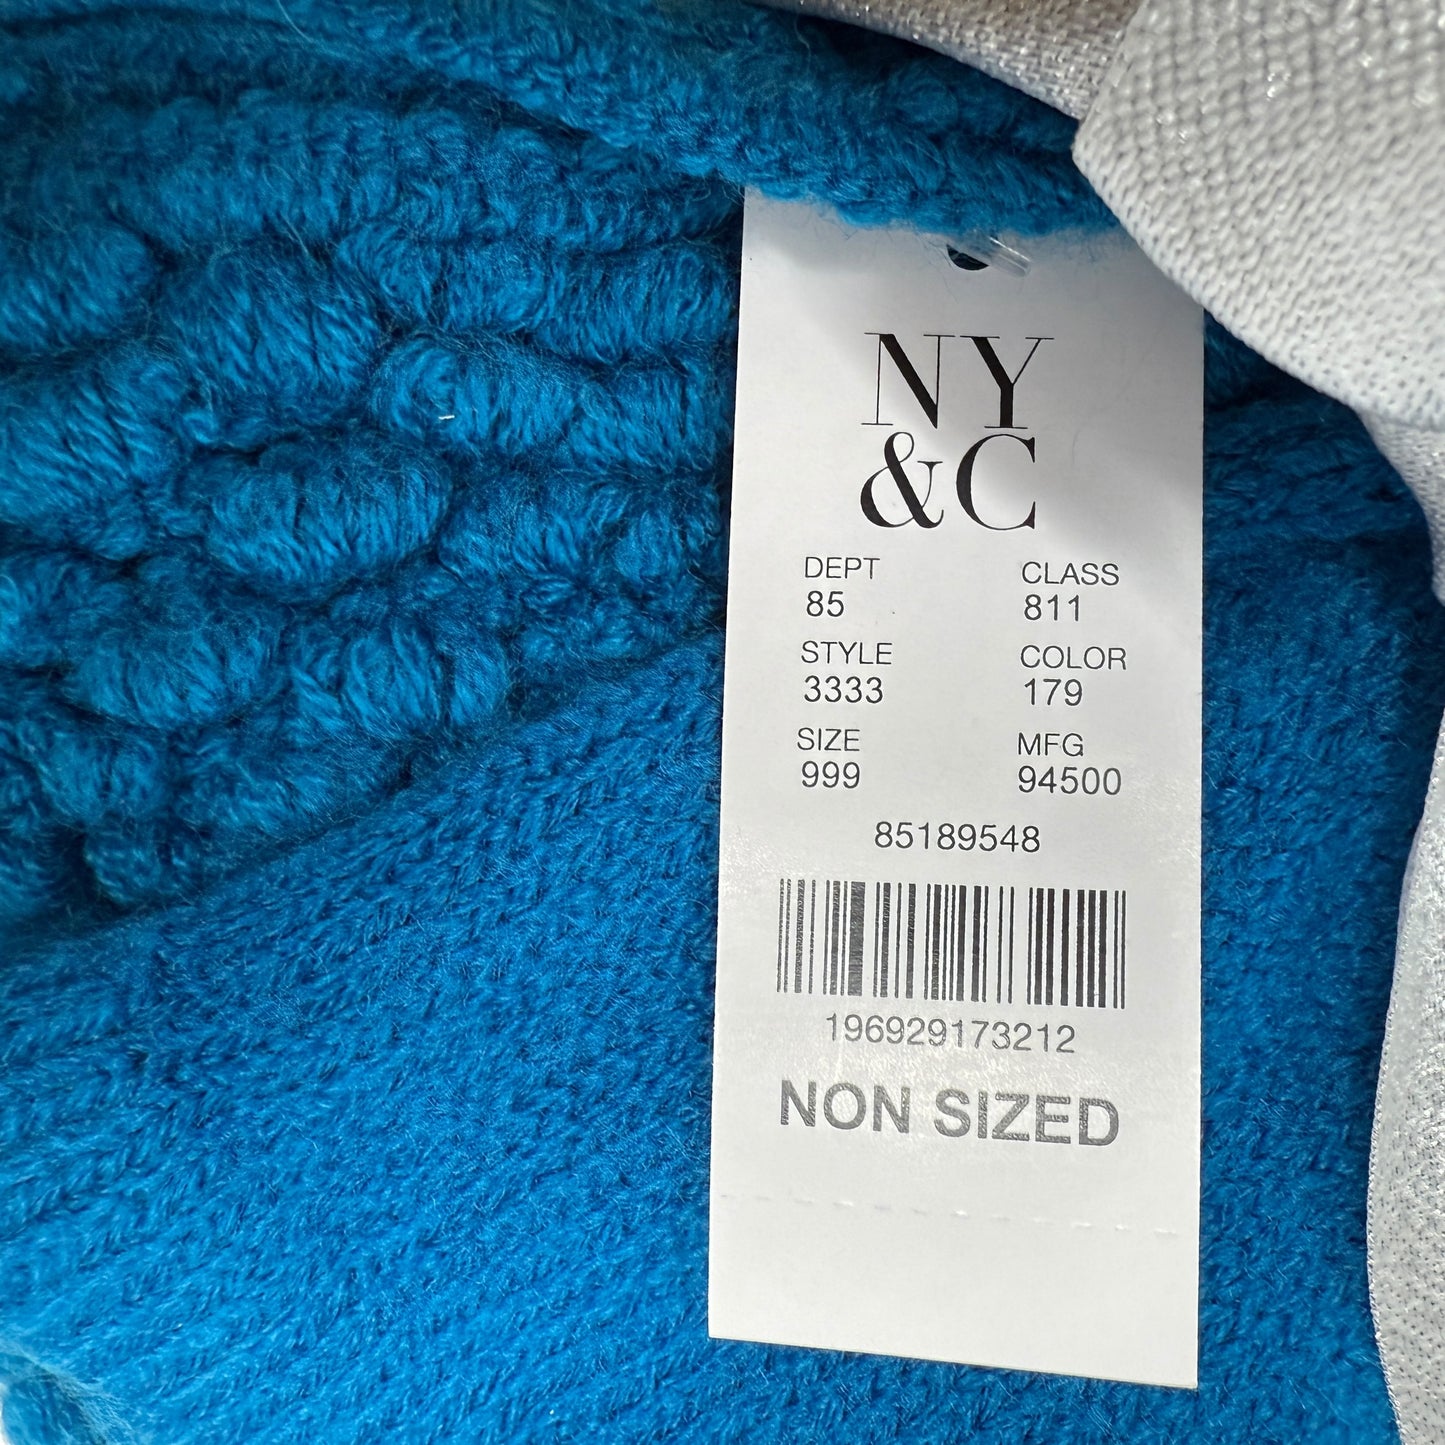 NY
&C
DEPT CLASS
85 811
STYLE COLOR
3333 179
SIZE MFG
999 94500
85189548
196929173212
NON SIZED